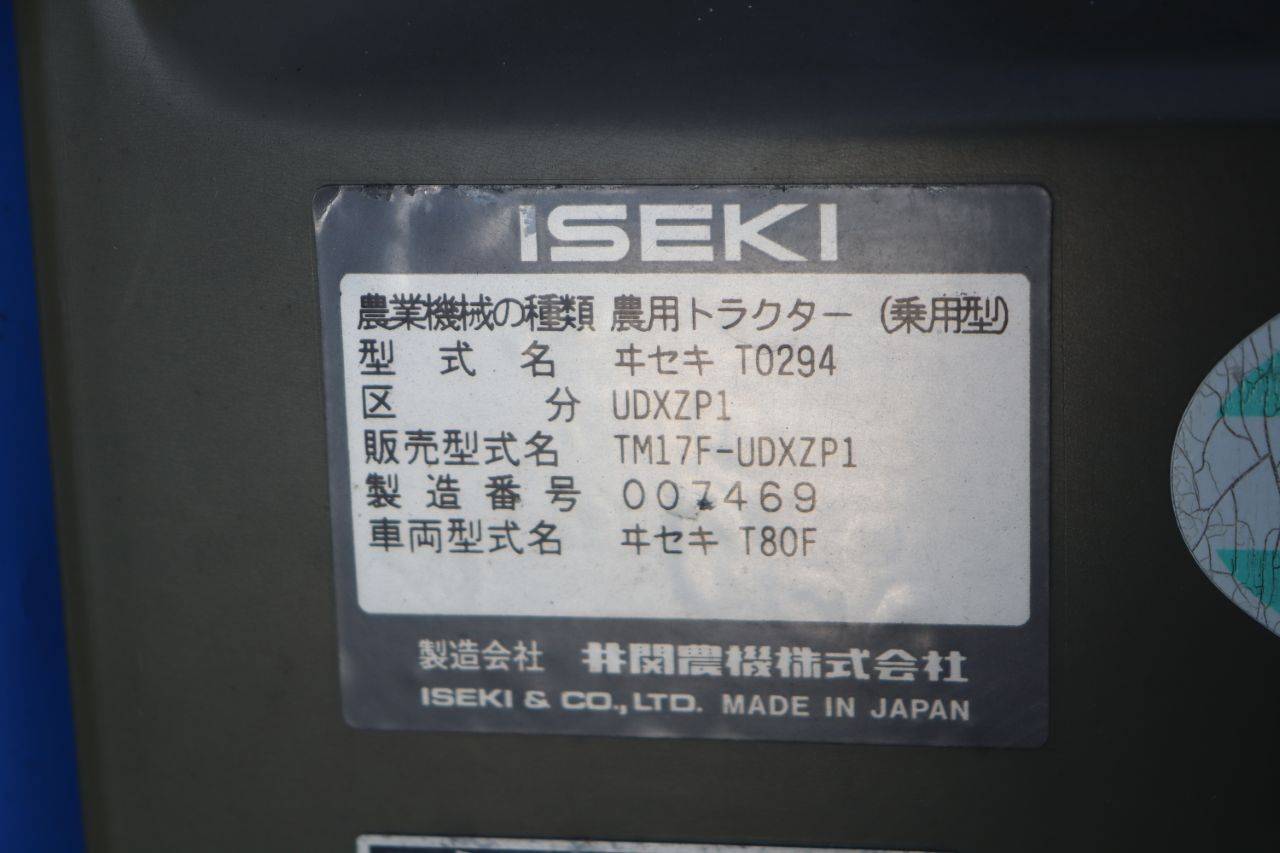 ISEKI
農業機械の種類 農用トラクター (乗用型)
型式名 ヰセキ T0294
区分 UDXZP1
販売型式名 TM17F-UDXZP1
製造番号 007469
車両型式名 ヰセキ T80F
製造会社 井関農機株式会社
ISEKI & CO., LTD. MADE IN JAPAN